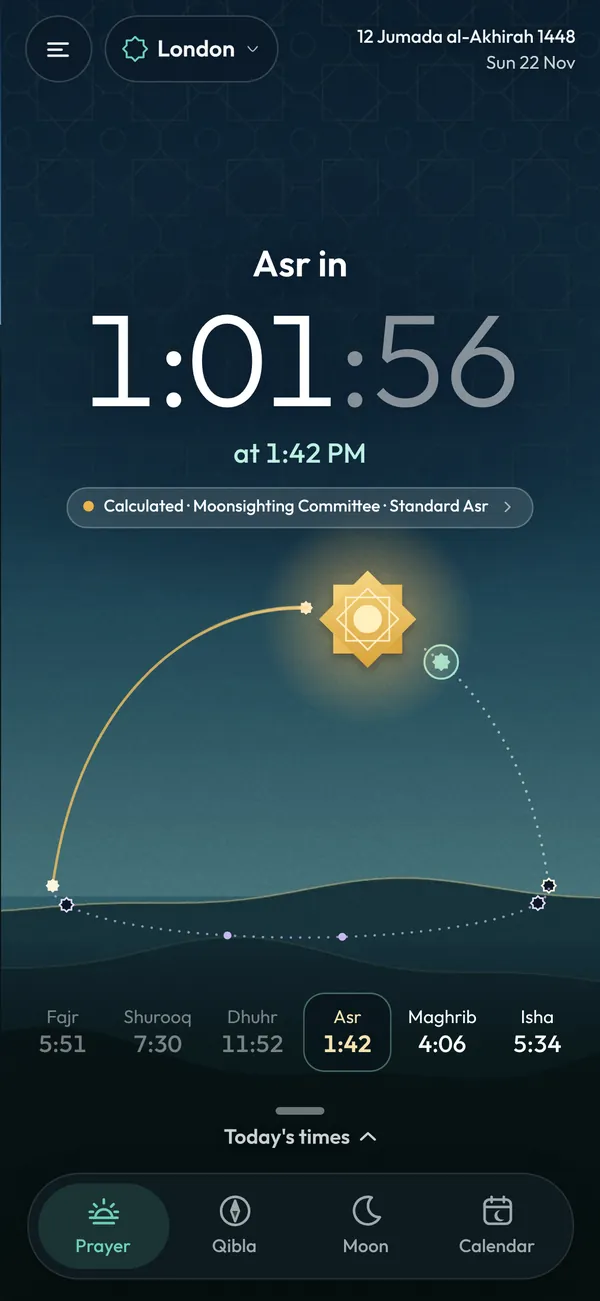 London
12 Jumada al-Akhirah 1448
Sun 22 Nov
Asr in
1:01:56
at 1:42 PM
Calculated · Moonsighting Committee · Standard Asr
Fajr Shurooq Dhuhr Asr Maghrib Isha
5:51 7:30 11:52 1:42 4:06 5:34
Today's times
Prayer Qibla Moon Calendar